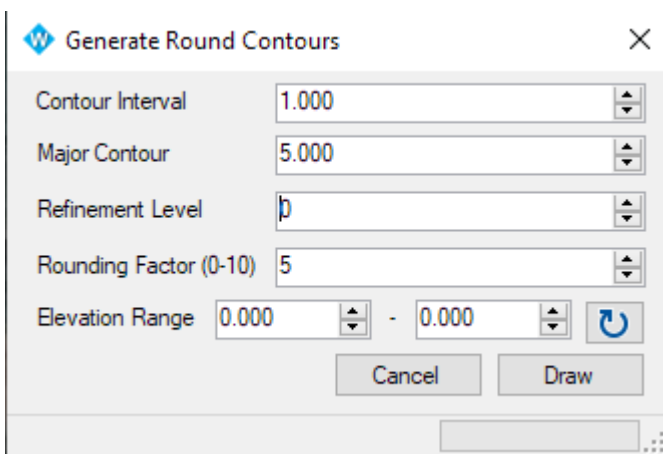 Generate Round Contours
Contour Interval 1.000
Major Contour 5.000
Refinement Level 0
Rounding Factor (0-10) 5
Elevation Range 0.000 - 0.000
Cancel Draw